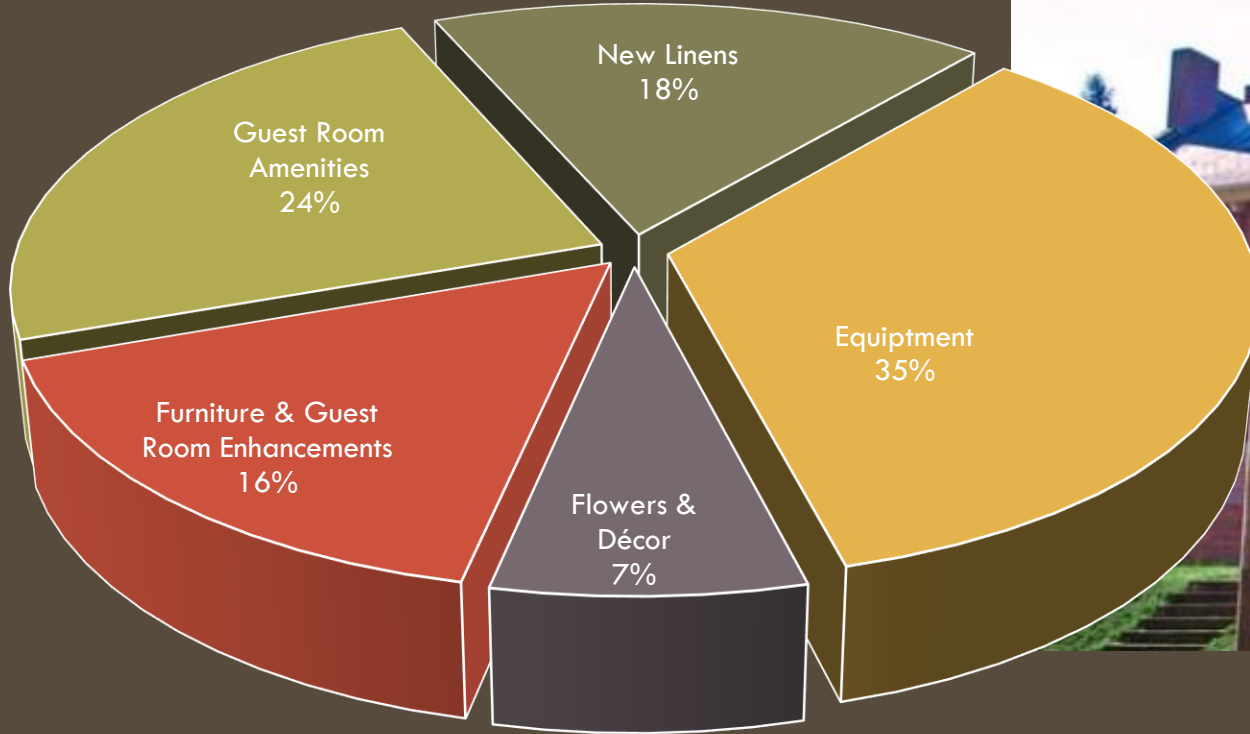 New Linens
18%
Guest Room
Amenities
24%
Equiptment
35%
Furniture & Guest
Room Enhancements
16%
Flowers &
Décor
7%